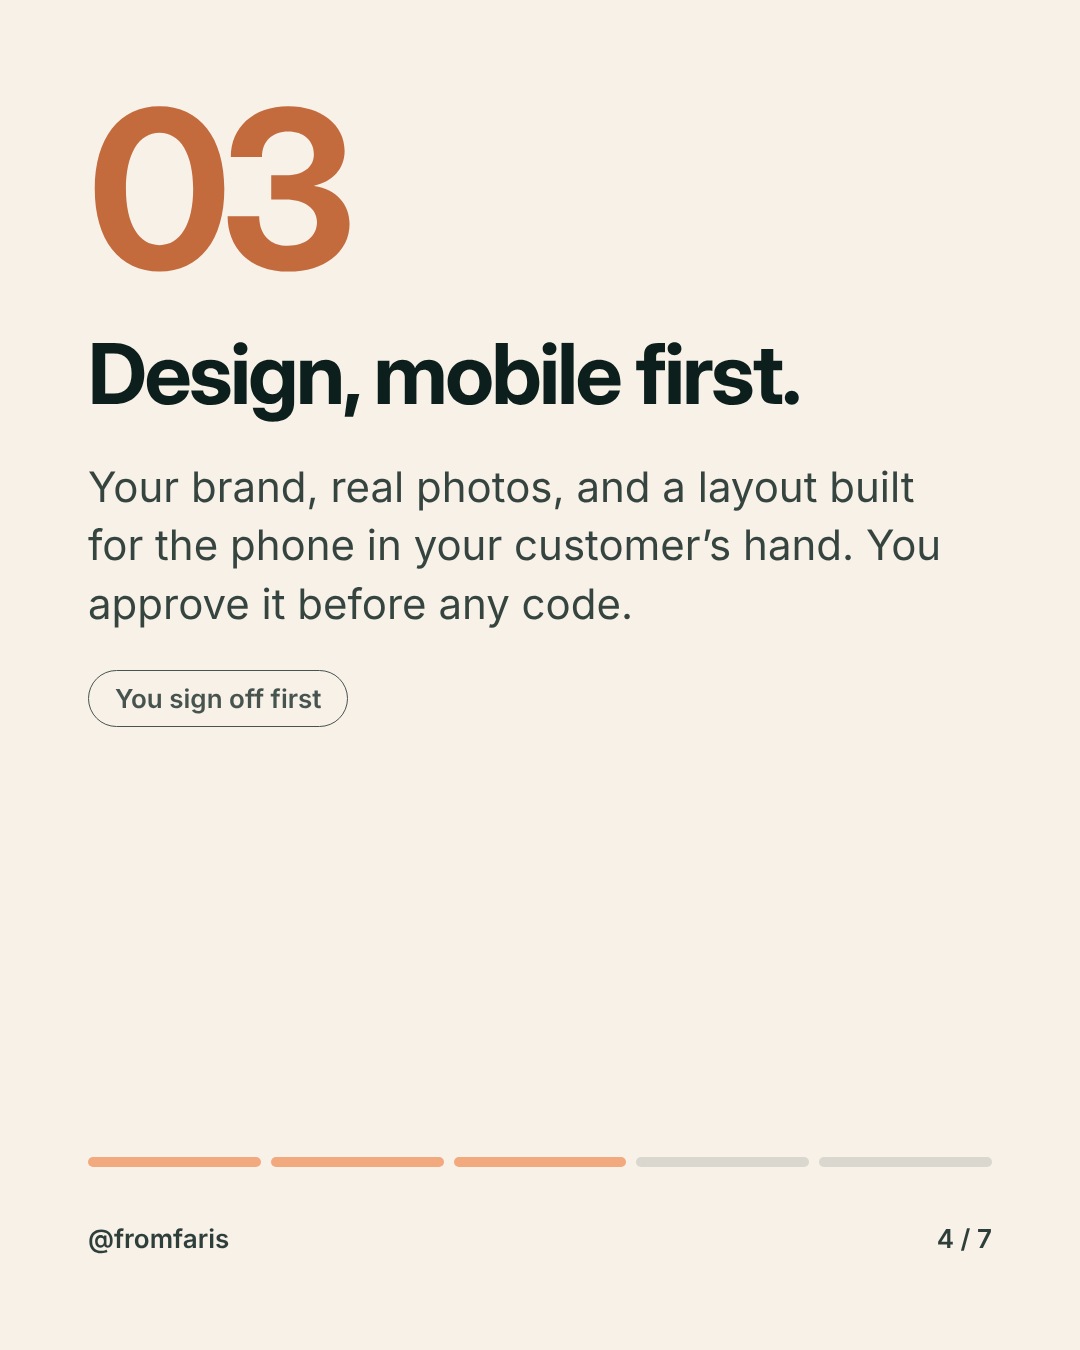 03
Design, mobile first.
Your brand, real photos, and a layout built
for the phone in your customer’s hand. You
approve it before any code.
You sign off first
@fromfaris
4 / 7